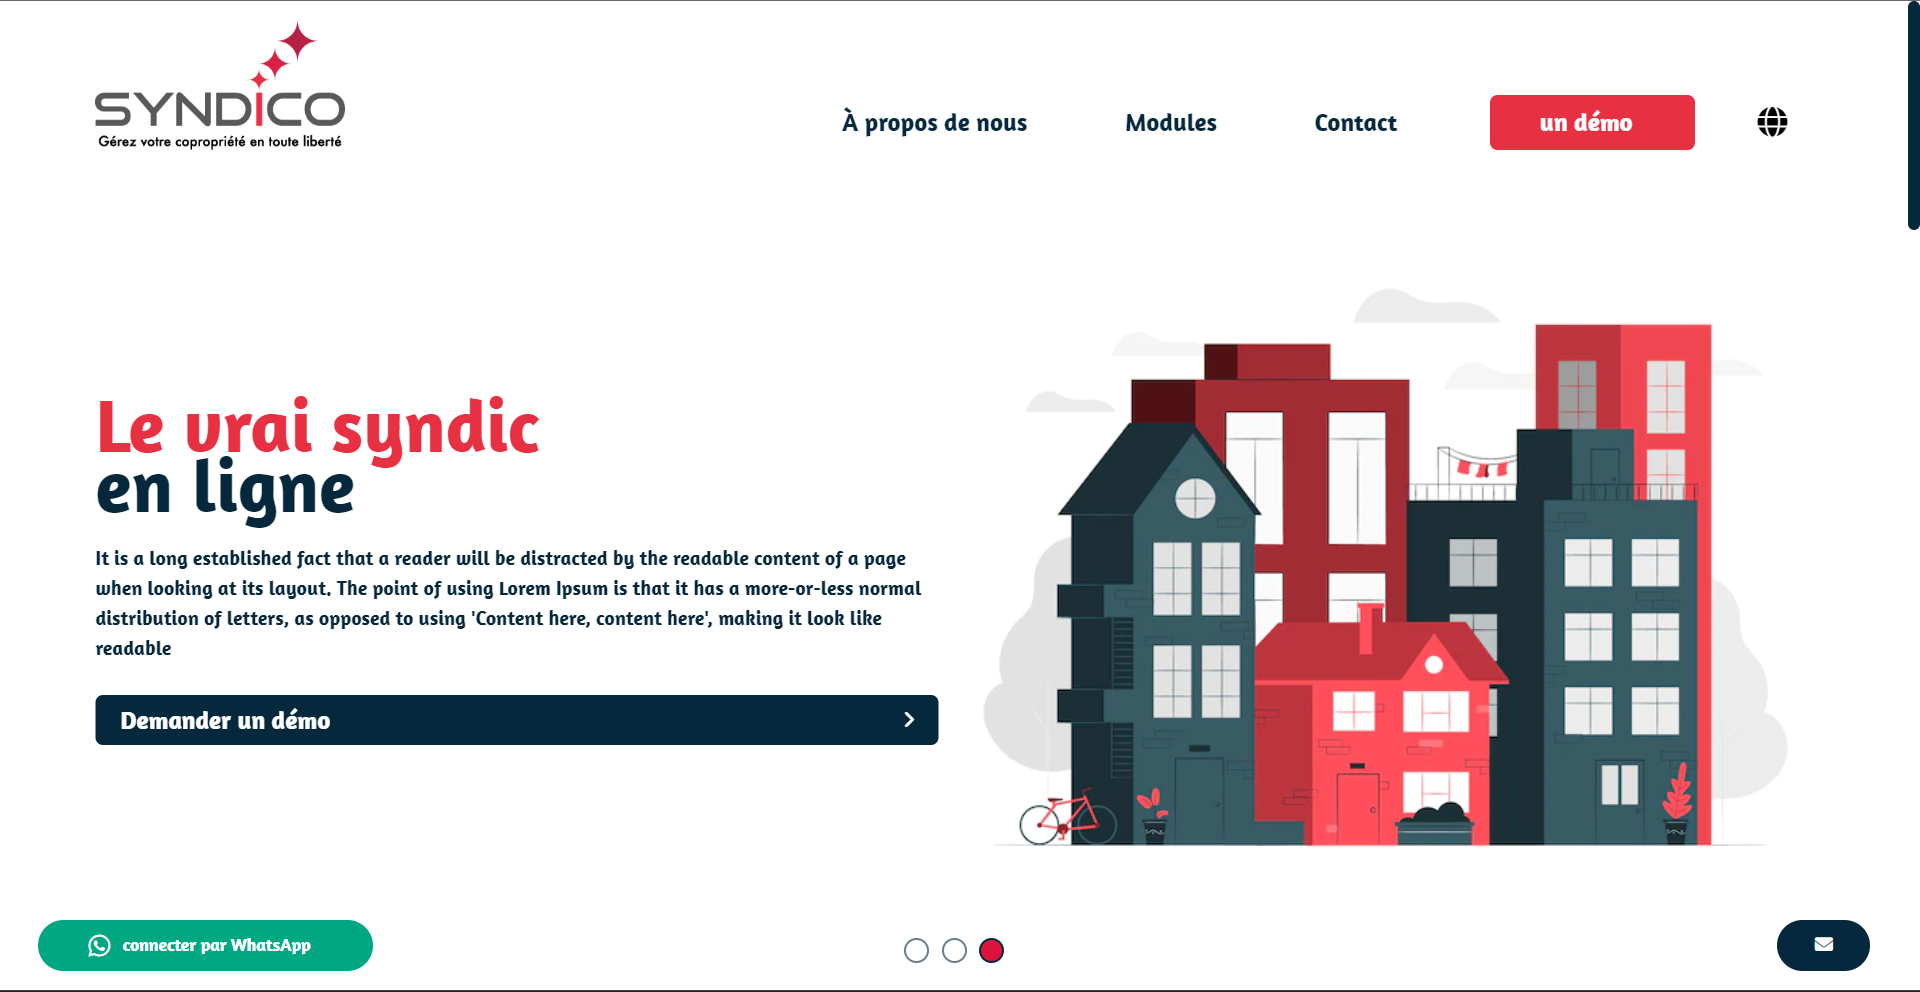 SYNDICO
Gérez votre copropriété en toute liberté
À propos de nous
Modules
Contact
un démo
Le vrai syndic
en ligne
It is a long established fact that a reader will be distracted by the readable content of a page
when looking at its layout. The point of using Lorem Ipsum is that it has a more-or-less normal
distribution of letters, as opposed to using 'Content here, content here', making it look like
readable
Demander un démo
connecter par WhatsApp